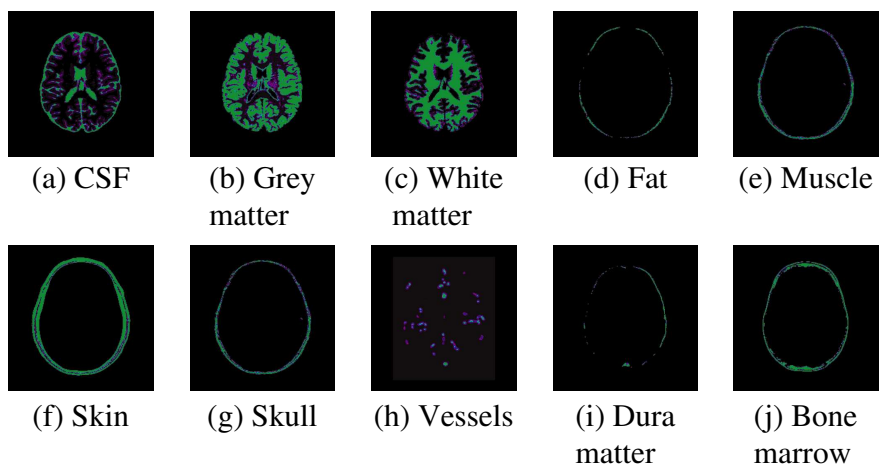 (a) CSF
(b) Grey
matter
(c) White
matter
(d) Fat
(e) Muscle
(f) Skin
(g) Skull
(h) Vessels
(i) Dura
matter
(j) Bone
marrow